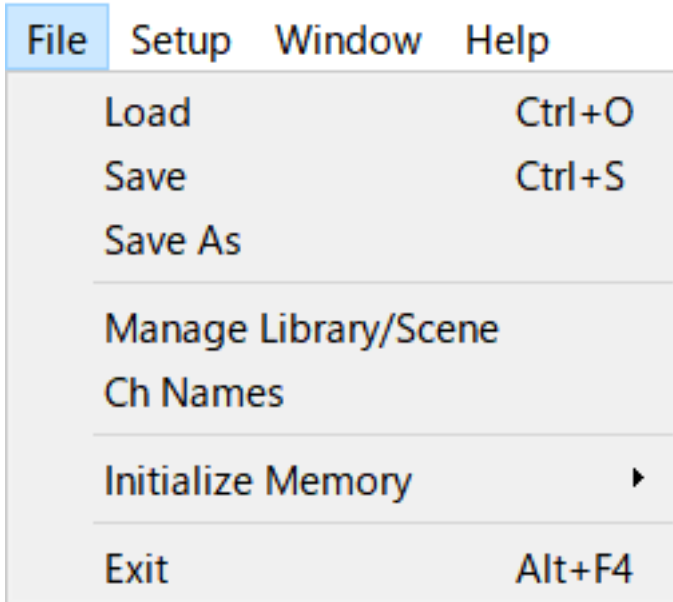 File Setup Window Help
Load Ctrl+O
Save Ctrl+S
Save As
Manage Library/Scene
Ch Names
Initialize Memory
Exit Alt+F4